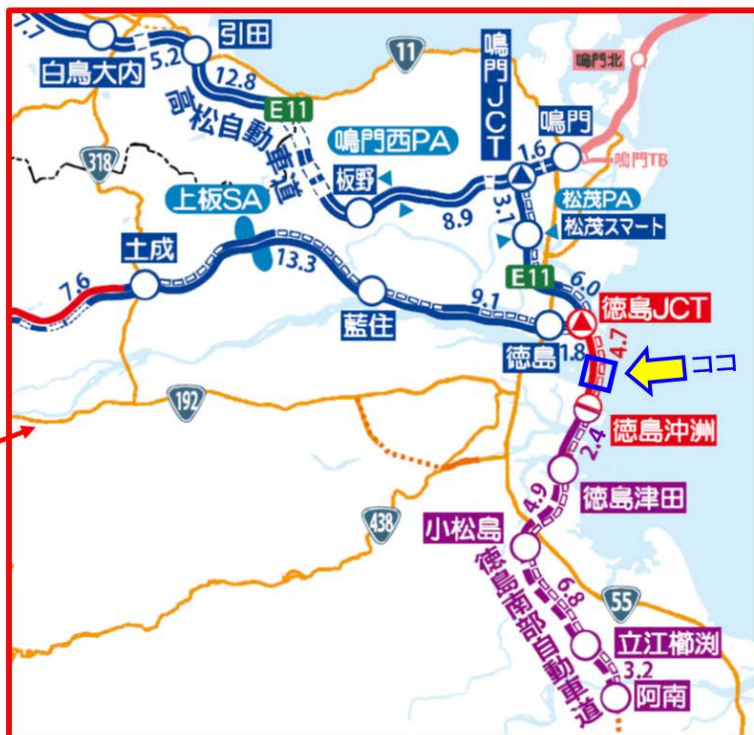 7.7
白鳥大内
5.2
引田
12.8
E11
高松自動車道
11
鳴門JCT
鳴門北
鳴門
1.6
鳴門TB
318
鳴門西PA
板野
8.9
3.1
松茂PA
松茂スマート
上板SA
土成
7.6
13.3
藍住
9.1
E11
6.0
徳島JCT
徳島
1.8
4.7
ココ
192
徳島沖洲
2.4
徳島津田
4.9
438
小松島
徳島南部自動車道
6.8
55
立江櫛渕
3.2
阿南